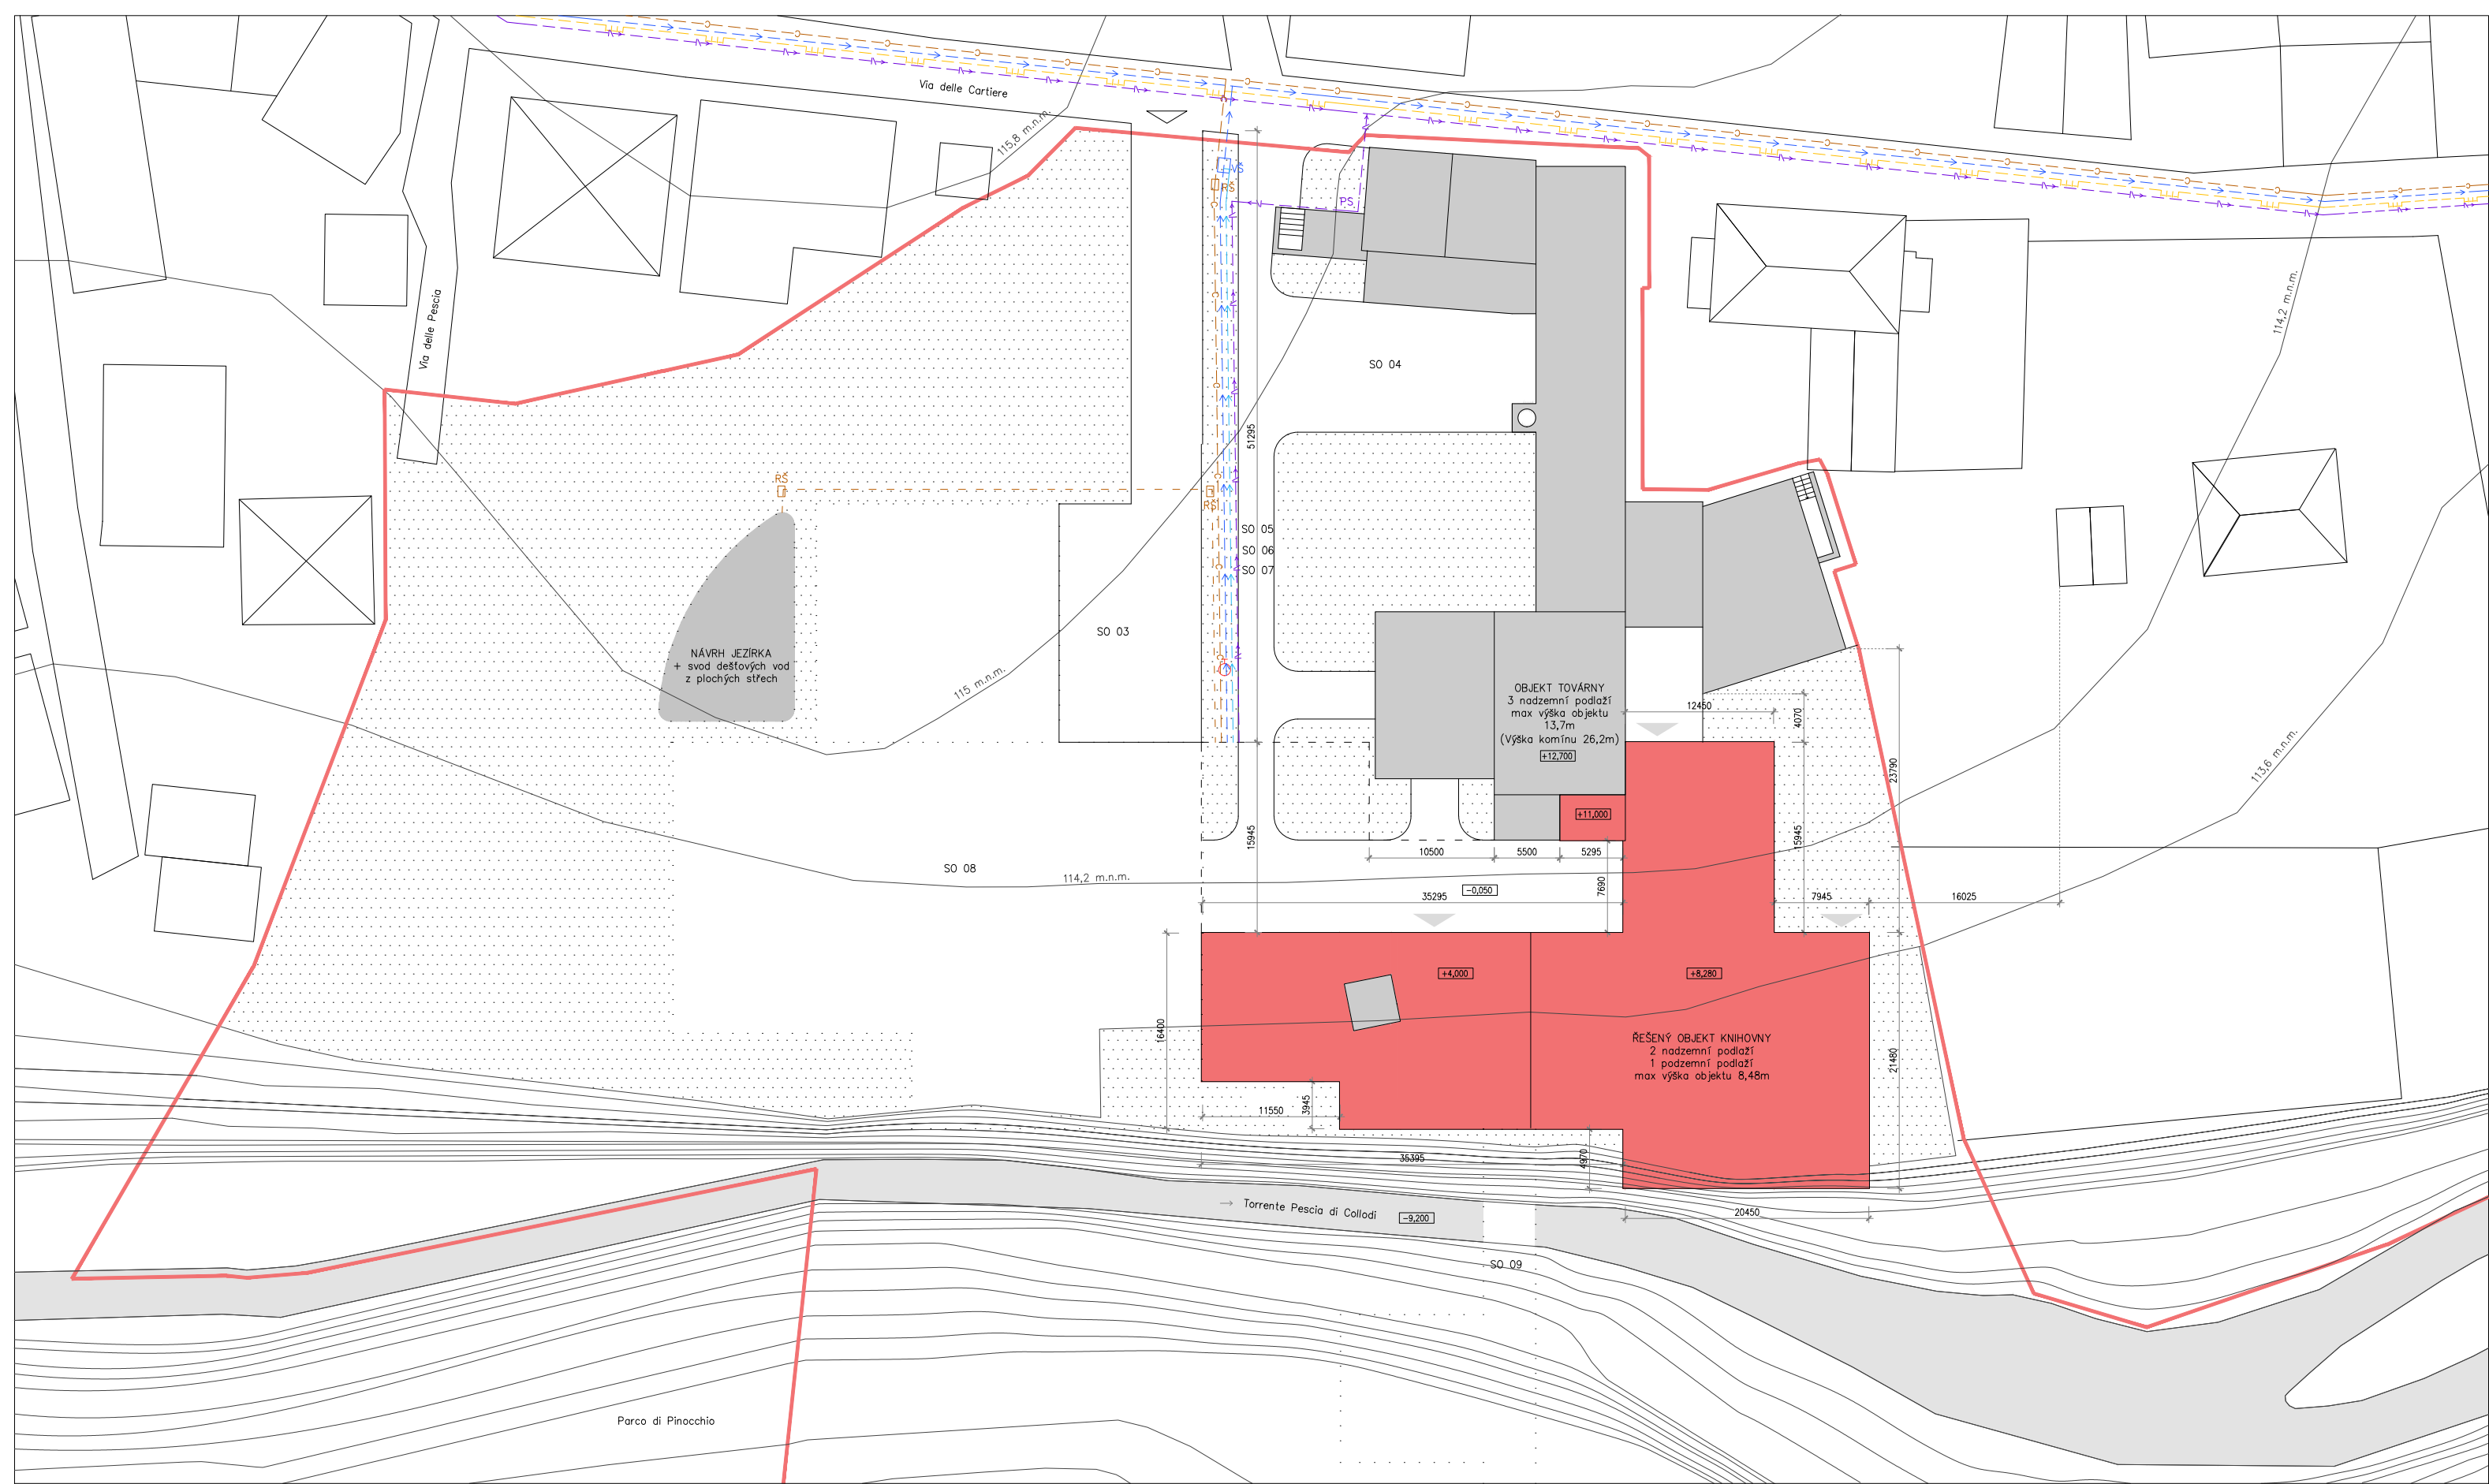 Via delle Cartiere
115,8 m.n.m.
VŠ
RŠ
PS
114,2 m.n.m.
Via delle Pescia
SO 04
51295
RŠ
RŠ
SO 05
SO 06
SO 07
SO 03
NÁVRH JEZÍRKA
+ svod dešťových vod
z plochých střech
115 m.n.m.
OBJEKT TOVÁRNY
3 nadzemní podlaží
max výška objektu
13,7m
(Výška komínu 26,2m)
+12,700
12450
4070
23790
113,6 m.n.m.
+11,000
15945
15945
10500
5500
5295
SO 08
114,2 m.n.m.
-0,050
7690
35295
7945
16025
+4,000
+8,280
16400
ŘEŠENÝ OBJEKT KNIHOVNY
2 nadzemní podlaží
1 podzemní podlaží
max výška objektu 8,48m
21480
11550
3945
35395
4970
Torrente Pescia di Collodi
-9,200
20450
SO 09
Parco di Pinocchio